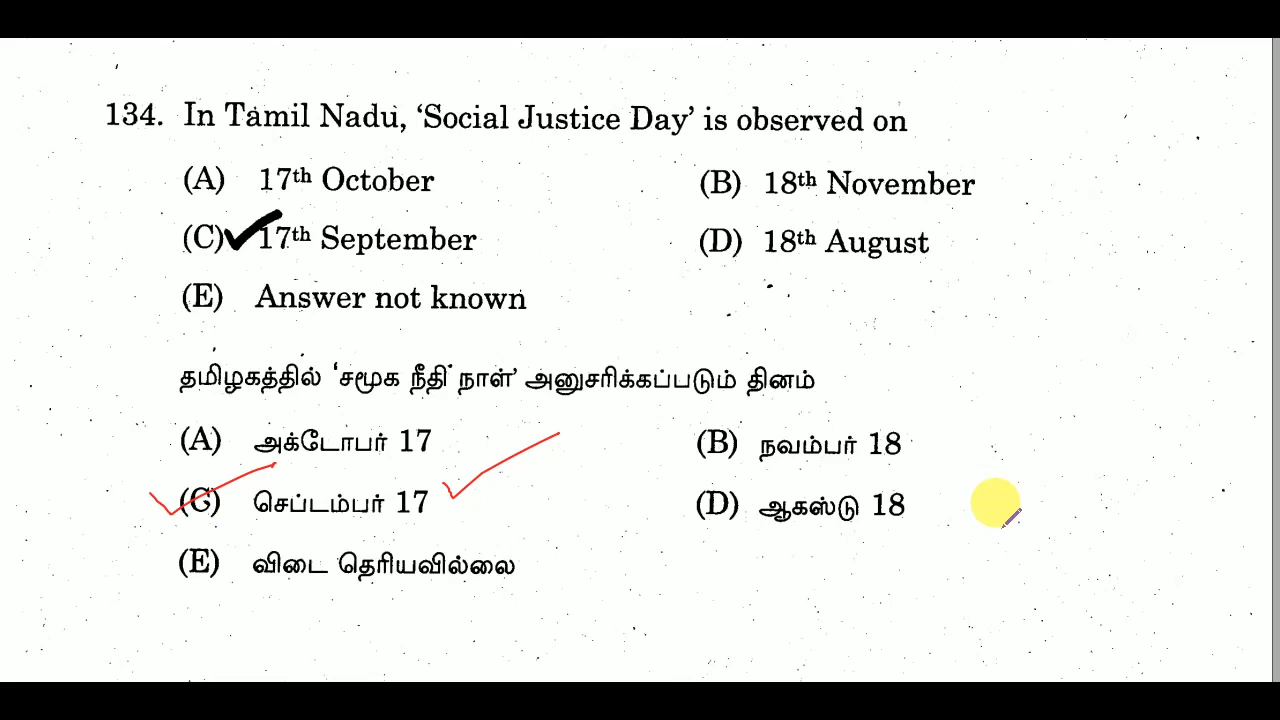 134. In Tamil Nadu, ‘Social Justice Day’ is observed on
(A) 17th October (B) 18th November
(C) 17th September (D) 18th August
(E) Answer not known
தமிழகத்தில் ‘சமூக நீதி நாள்’ அனுசரிக்கப்படும் தினம்
(A) அக்டோபர் 17 (B) நவம்பர் 18
(C) செப்டம்பர் 17 (D) ஆகஸ்டு 18
(E) விடை தெரியவில்லை